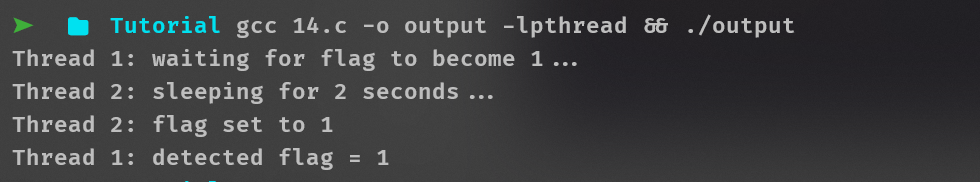 Tutorial gcc 14.c -o output -lpthread && ./output
Thread 1: waiting for flag to become 1...
Thread 2: sleeping for 2 seconds...
Thread 2: flag set to 1
Thread 1: detected flag = 1